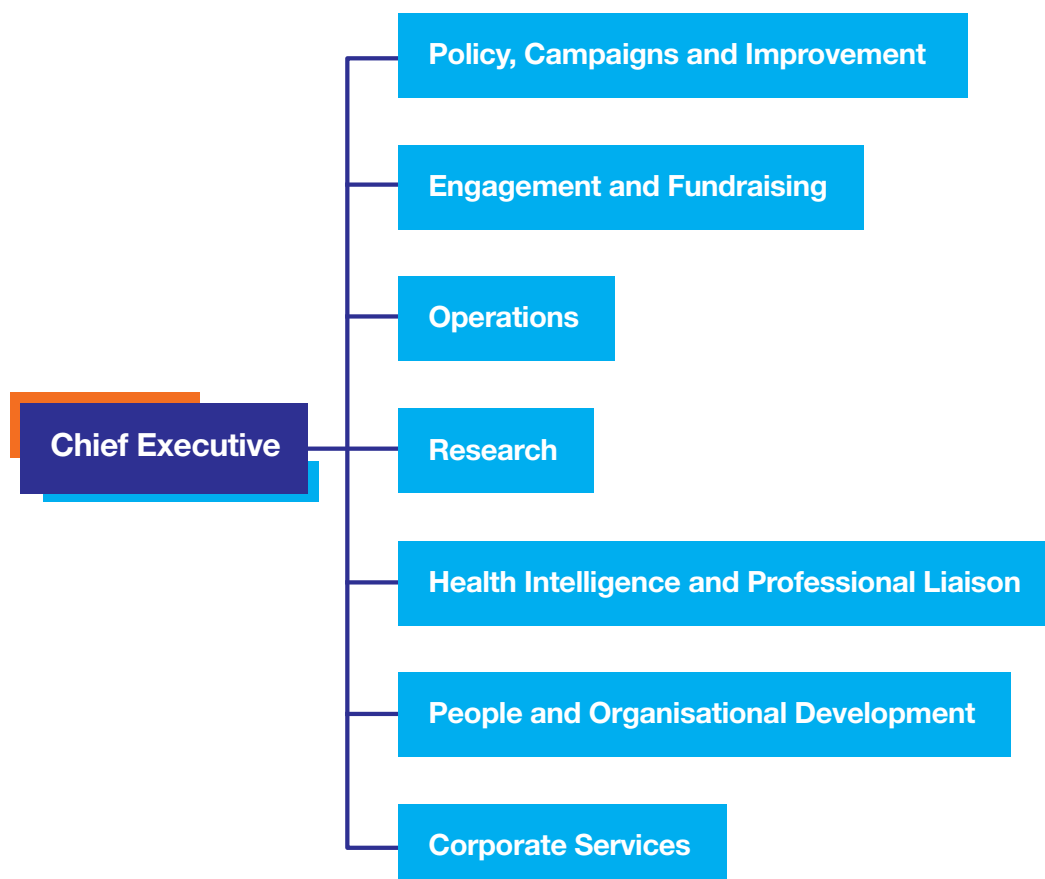 Policy, Campaigns and Improvement
Engagement and Fundraising
Operations
Chief Executive
Research
Health Intelligence and Professional Liaison
People and Organisational Development
Corporate Services